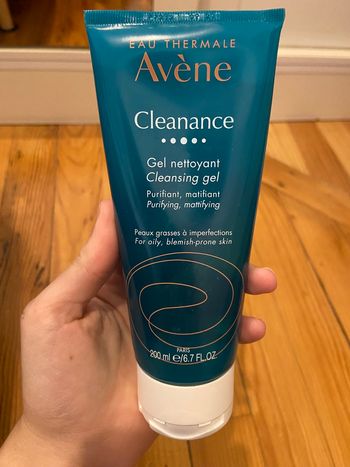 EAU THERMALE
Avène
Cleanance
Gel nettoyant
Cleansing gel
Purifiant, matifiant
Purifying, mattifying
Peaux grasses à imperfections
For oily, blemish-prone skin
PARIS
200 ml e/6.7 FL.OZ